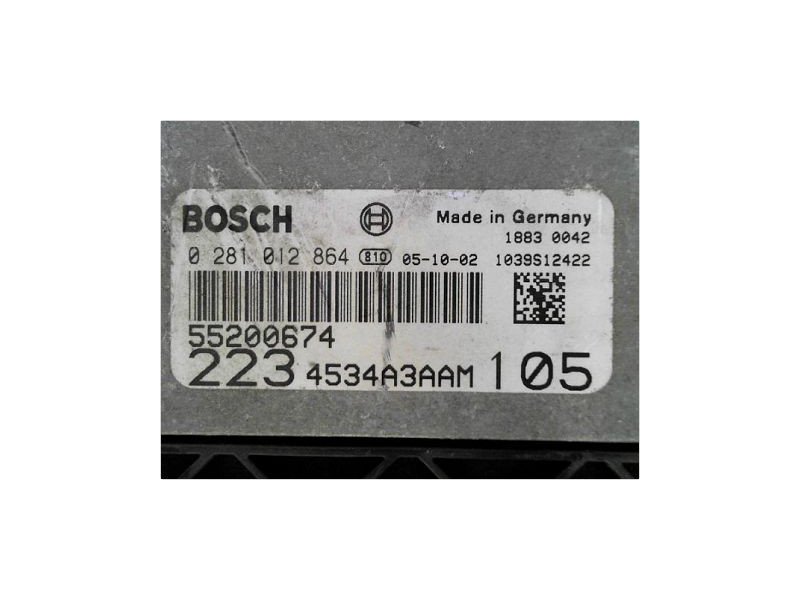 BOSCH Made in Germany
1883 0042
0 281 012 864 810 05-10-02 1039S12422
55200674
223 4534A3AAM 105